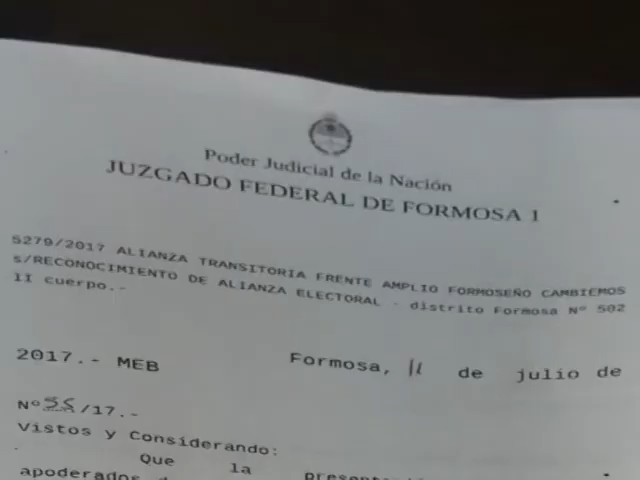 Poder Judicial de la Nación
JUZGADO FEDERAL DE FORMOSA 1
5279/2017 ALIANZA TRANSITORIA FRENTE AMPLIO FORMOSEÑO CAMBIEMOS
S/RECONOCIMIENTO DE ALIANZA ELECTORAL - distrito Formosa Nº 502
II cuerpo.-
Formosa, 11 de julio de
2017.- MEB
Nº 55/17.-
Vistos y Considerando:
Que la
apoderados